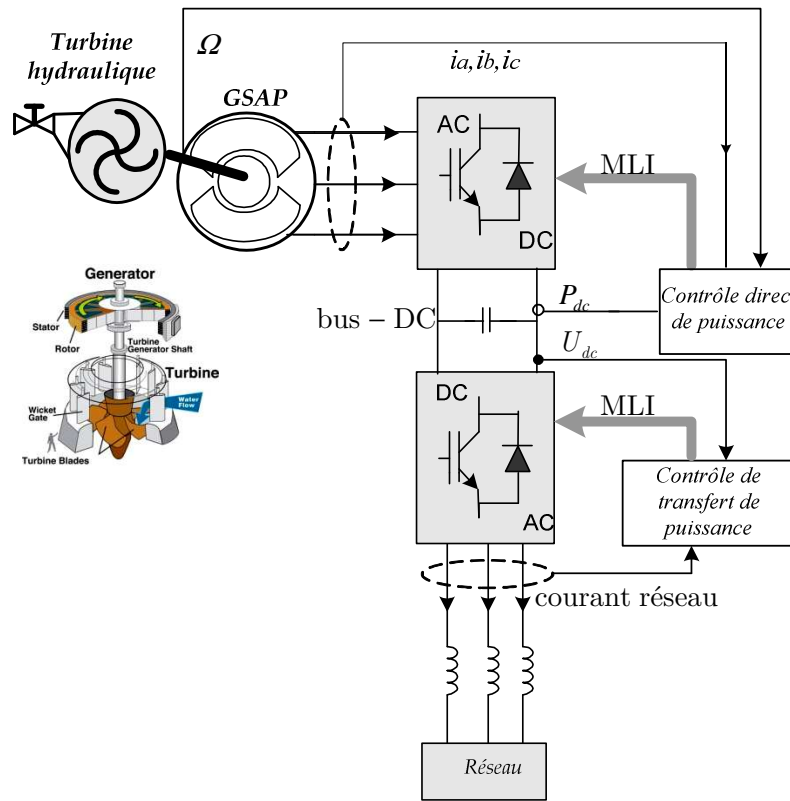 Turbine
hydraulique
Ω
GSAP
ia,ib,ic
AC
DC
MLI
Contrôle direc
de puissance
bus – DC
P_dc
U_dc
Generator
Stator
Rotor
Turbine
Generator Shaft
Turbine
Wicket
Gate
Water
Flow
Turbine Blades
DC
AC
MLI
Contrôle de
transfert de
puissance
courant réseau
Réseau